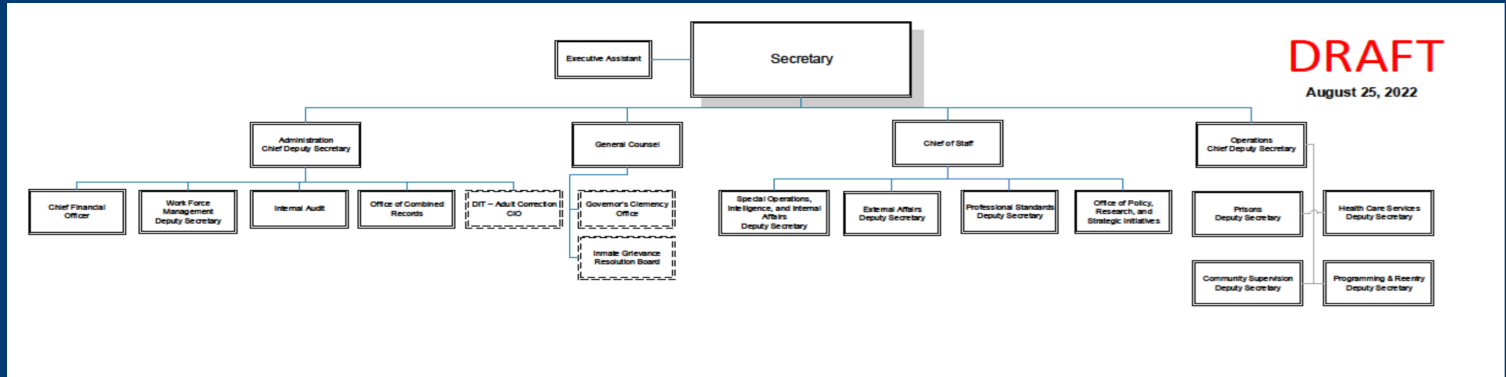 Executive Assistant
Secretary
DRAFT
August 25, 2022
Administration
Chief Deputy Secretary
General Counsel
Chief of Staff
Operations
Chief Deputy Secretary
Chief Financial
Officer
Work Force
Management
Deputy Secretary
Internal Audit
Office of Combined
Records
DIT – Adult Correction
CIO
Governor's Clemency
Office
Inmate Grievance
Resolution Board
Special Operations,
Intelligence, and Internal
Affairs
Deputy Secretary
External Affairs
Deputy Secretary
Professional Standards
Deputy Secretary
Office of Policy,
Research, and
Strategic Initiatives
Prisons
Deputy Secretary
Health Care Services
Deputy Secretary
Community Supervision
Deputy Secretary
Programming & Reentry
Deputy Secretary